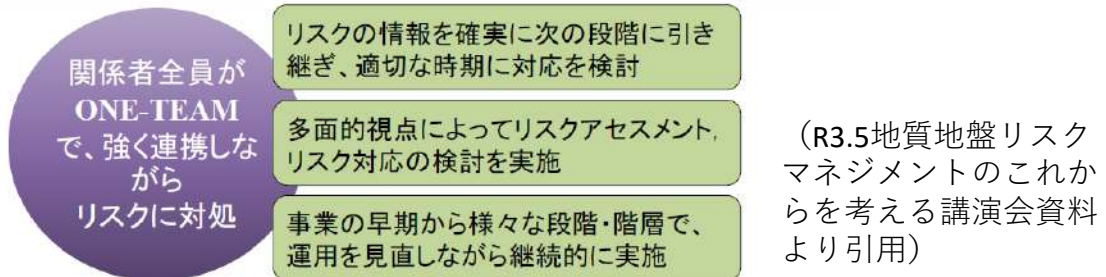 関係者全員が
ONE-TEAM
で、強く連携しな
がら
リスクに対処
リスクの情報を確実に次の段階に引き
継ぎ、適切な時期に対応を検討
多面的視点によってリスクアセスメント,
リスク対応の検討を実施
事業の早期から様々な段階・階層で、
運用を見直しながら継続的に実施
（R3.5地質地盤リスク
マネジメントのこれか
らを考える講演会資料
より引用）